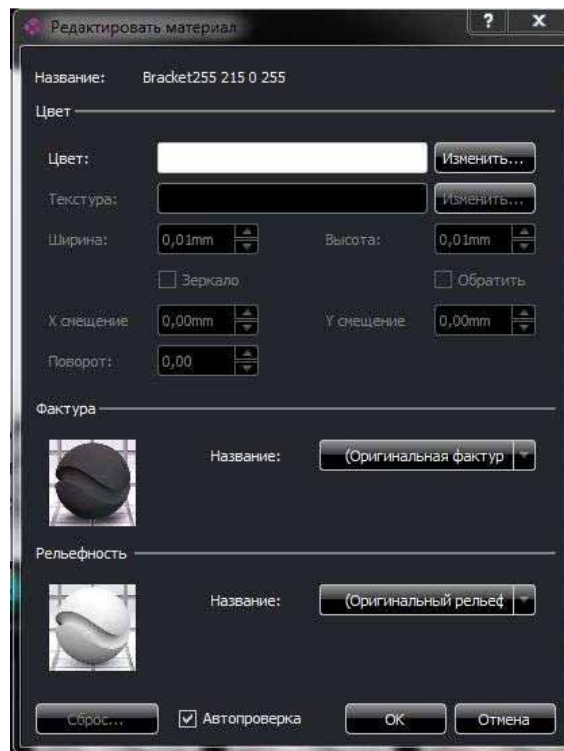 Редактировать материал
Название: Bracket255 215 0 255
Цвет
Цвет: Изменить...
Текстура: Изменить...
Ширина: 0,01mm Высота: 0,01mm
Зеркало Обратить
X смещение 0,00mm Y смещение 0,00mm
Поворот: 0,00
Фактура
Название: (Оригинальная фактур
Рельефность
Название: (Оригинальный рельеф
Сброс... Автопроверка OK Отмена